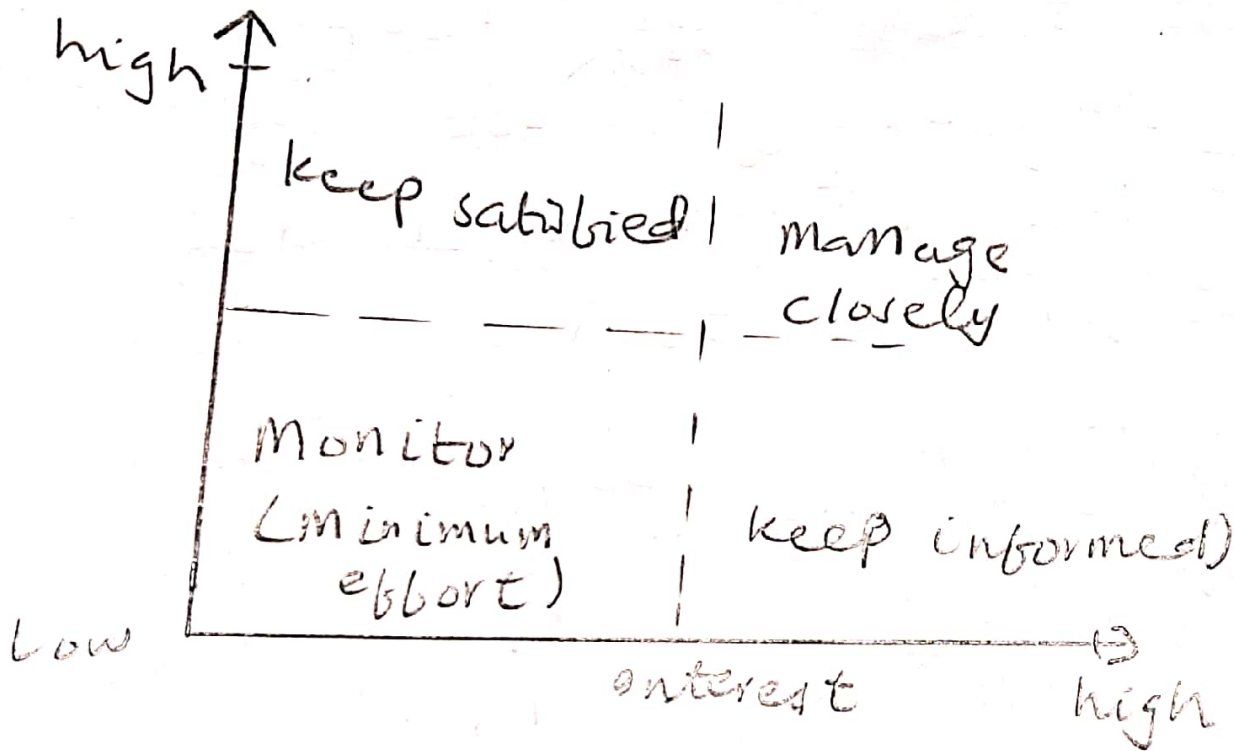 high
keep satisfied
manage
closely
Monitor
(minimum
effort)
keep informed)
Low
interest
high